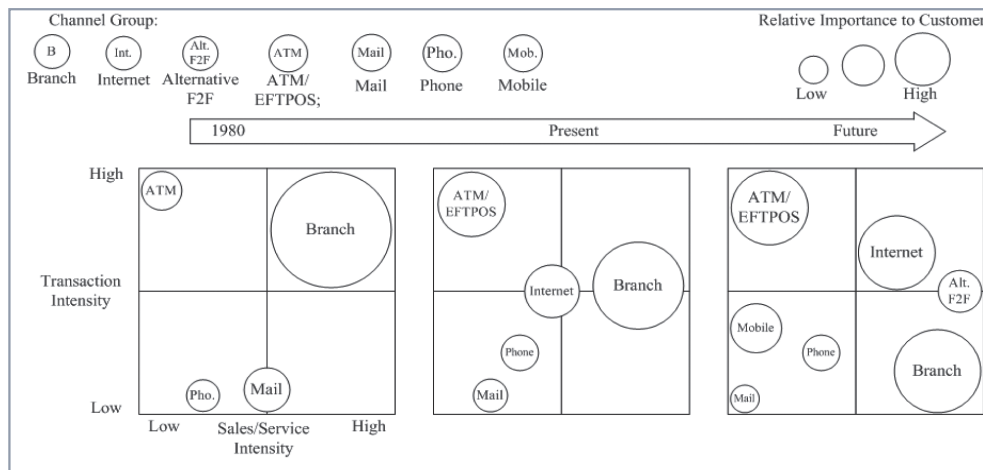 Channel Group:
Relative Importance to Customer
B
Int.
Alt.
F2F
ATM
Mail
Pho.
Mob.
Branch
Internet
Alternative
F2F
ATM/
EFTPOS;
Mail
Phone
Mobile
Low
High
1980
Present
Future
High
Transaction
Intensity
Low
ATM
Branch
Pho.
Mail
Low
Sales/Service
Intensity
High
ATM/
EFTPOS
Internet
Branch
Phone
Mail
ATM/
EFTPOS
Internet
Alt.
F2F
Mobile
Phone
Branch
Mail